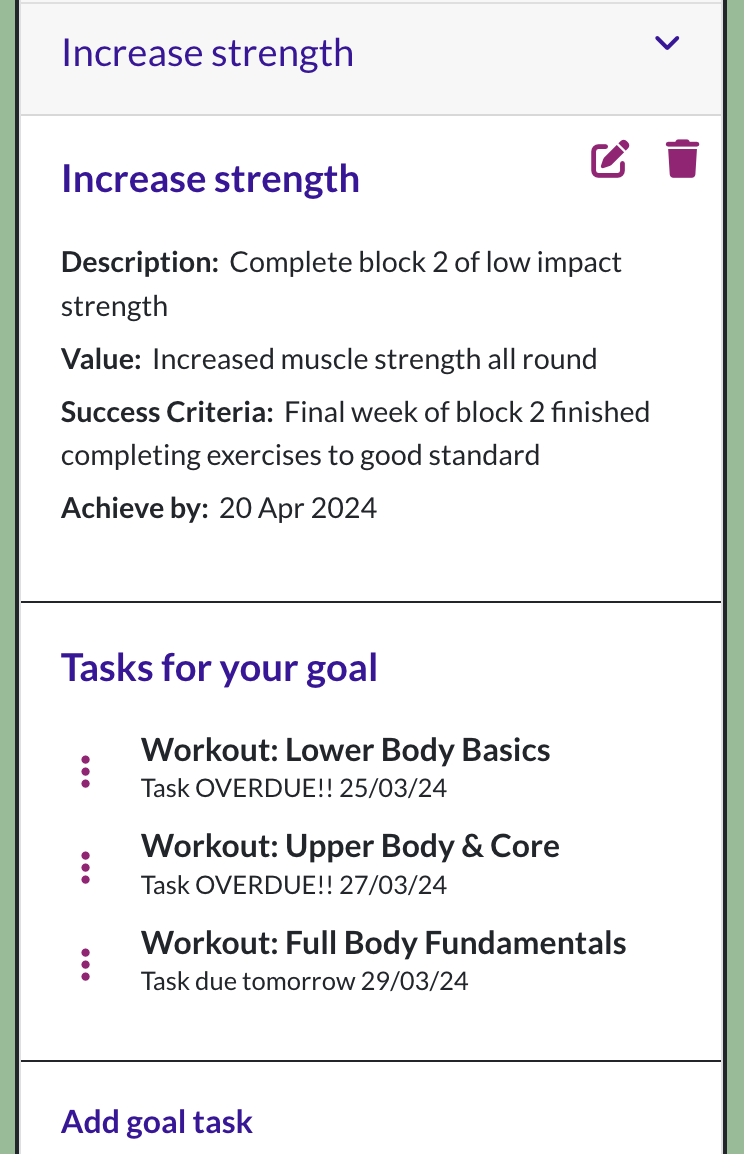 Increase strength
Increase strength
Description: Complete block 2 of low impact
strength
Value: Increased muscle strength all round
Success Criteria: Final week of block 2 finished
completing exercises to good standard
Achieve by: 20 Apr 2024
Tasks for your goal
Workout: Lower Body Basics
Task OVERDUE!! 25/03/24
Workout: Upper Body & Core
Task OVERDUE!! 27/03/24
Workout: Full Body Fundamentals
Task due tomorrow 29/03/24
Add goal task